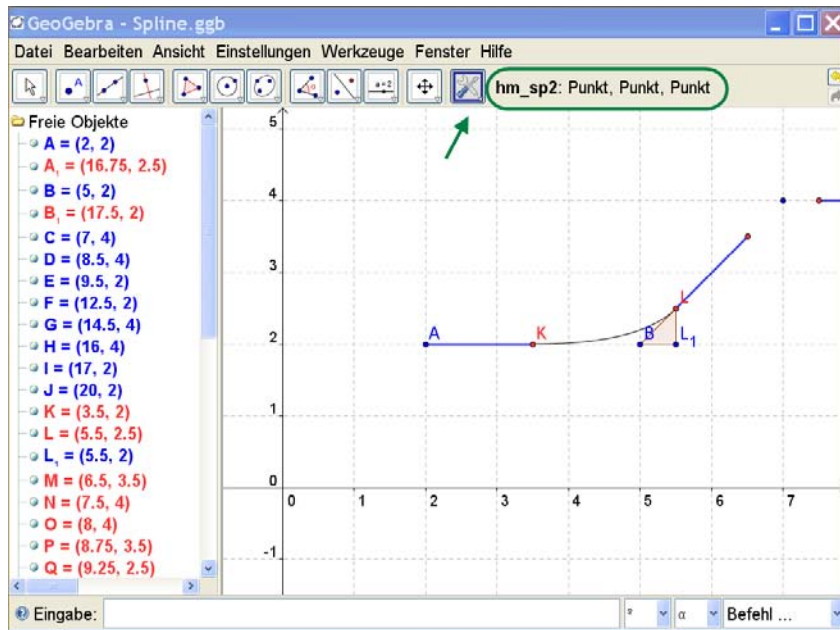 GeoGebra - Spline.ggb
Datei Bearbeiten Ansicht Einstellungen Werkzeuge Fenster Hilfe
A
a=2
hm_sp2: Punkt, Punkt, Punkt
Freie Objekte
A = (2, 2)
A₁ = (16.75, 2.5)
B = (5, 2)
B₁ = (17.5, 2)
C = (7, 4)
D = (8.5, 4)
E = (9.5, 2)
F = (12.5, 2)
G = (14.5, 4)
H = (16, 4)
I = (17, 2)
J = (20, 2)
K = (3.5, 2)
L = (5.5, 2.5)
L₁ = (5.5, 2)
M = (6.5, 3.5)
N = (7.5, 4)
O = (8, 4)
P = (8.75, 3.5)
Q = (9.25, 2.5)
5
4
3
L
A K B L₁
2
1
0
0 1 2 3 4 5 6 7
-1
Eingabe: ² α Befehl ...